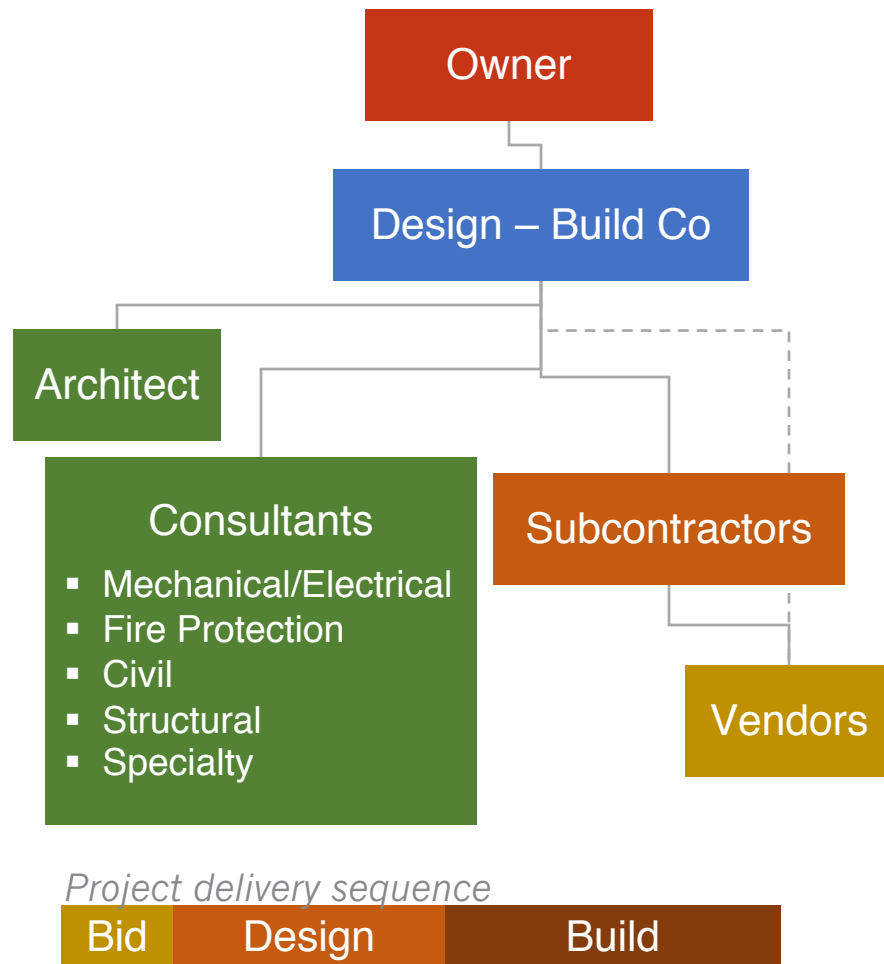 Owner
Design – Build Co
Architect
Consultants
▪ Mechanical/Electrical
▪ Fire Protection
▪ Civil
▪ Structural
▪ Specialty
Subcontractors
Vendors
Project delivery sequence
Bid Design Build